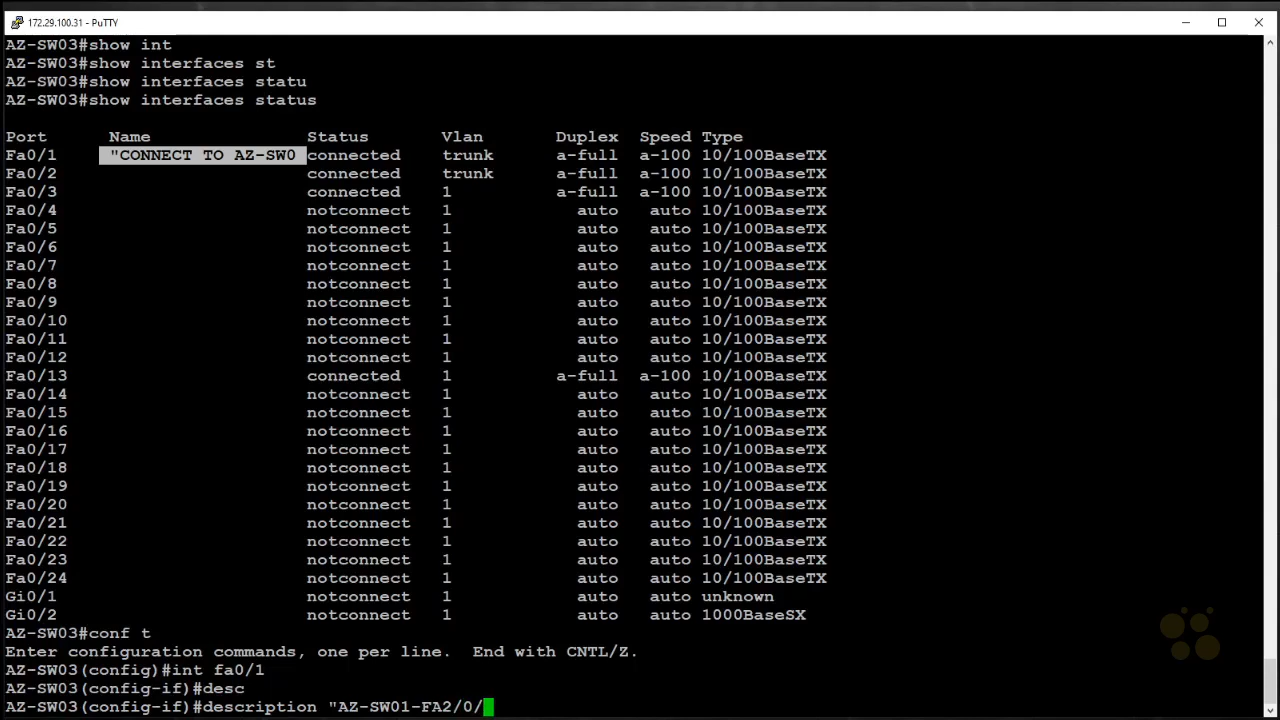 172.29.100.31 - PuTTY
AZ-SW03#show int
AZ-SW03#show interfaces st
AZ-SW03#show interfaces statu
AZ-SW03#show interfaces status
Port Name Status Vlan Duplex Speed Type
Fa0/1 "CONNECT TO AZ-SW0 connected trunk a-full a-100 10/100BaseTX
Fa0/2 connected trunk a-full a-100 10/100BaseTX
Fa0/3 connected 1 a-full a-100 10/100BaseTX
Fa0/4 notconnect 1 auto auto 10/100BaseTX
Fa0/5 notconnect 1 auto auto 10/100BaseTX
Fa0/6 notconnect 1 auto auto 10/100BaseTX
Fa0/7 notconnect 1 auto auto 10/100BaseTX
Fa0/8 notconnect 1 auto auto 10/100BaseTX
Fa0/9 notconnect 1 auto auto 10/100BaseTX
Fa0/10 notconnect 1 auto auto 10/100BaseTX
Fa0/11 notconnect 1 auto auto 10/100BaseTX
Fa0/12 notconnect 1 auto auto 10/100BaseTX
Fa0/13 connected 1 a-full a-100 10/100BaseTX
Fa0/14 notconnect 1 auto auto 10/100BaseTX
Fa0/15 notconnect 1 auto auto 10/100BaseTX
Fa0/16 notconnect 1 auto auto 10/100BaseTX
Fa0/17 notconnect 1 auto auto 10/100BaseTX
Fa0/18 notconnect 1 auto auto 10/100BaseTX
Fa0/19 notconnect 1 auto auto 10/100BaseTX
Fa0/20 notconnect 1 auto auto 10/100BaseTX
Fa0/21 notconnect 1 auto auto 10/100BaseTX
Fa0/22 notconnect 1 auto auto 10/100BaseTX
Fa0/23 notconnect 1 auto auto 10/100BaseTX
Fa0/24 notconnect 1 auto auto 10/100BaseTX
Gi0/1 notconnect 1 auto auto unknown
Gi0/2 notconnect 1 auto auto 1000BaseSX
AZ-SW03#conf t
Enter configuration commands, one per line. End with CNTL/Z.
AZ-SW03(config)#int fa0/1
AZ-SW03(config-if)#desc
AZ-SW03(config-if)#description "AZ-SW01-FA2/0/